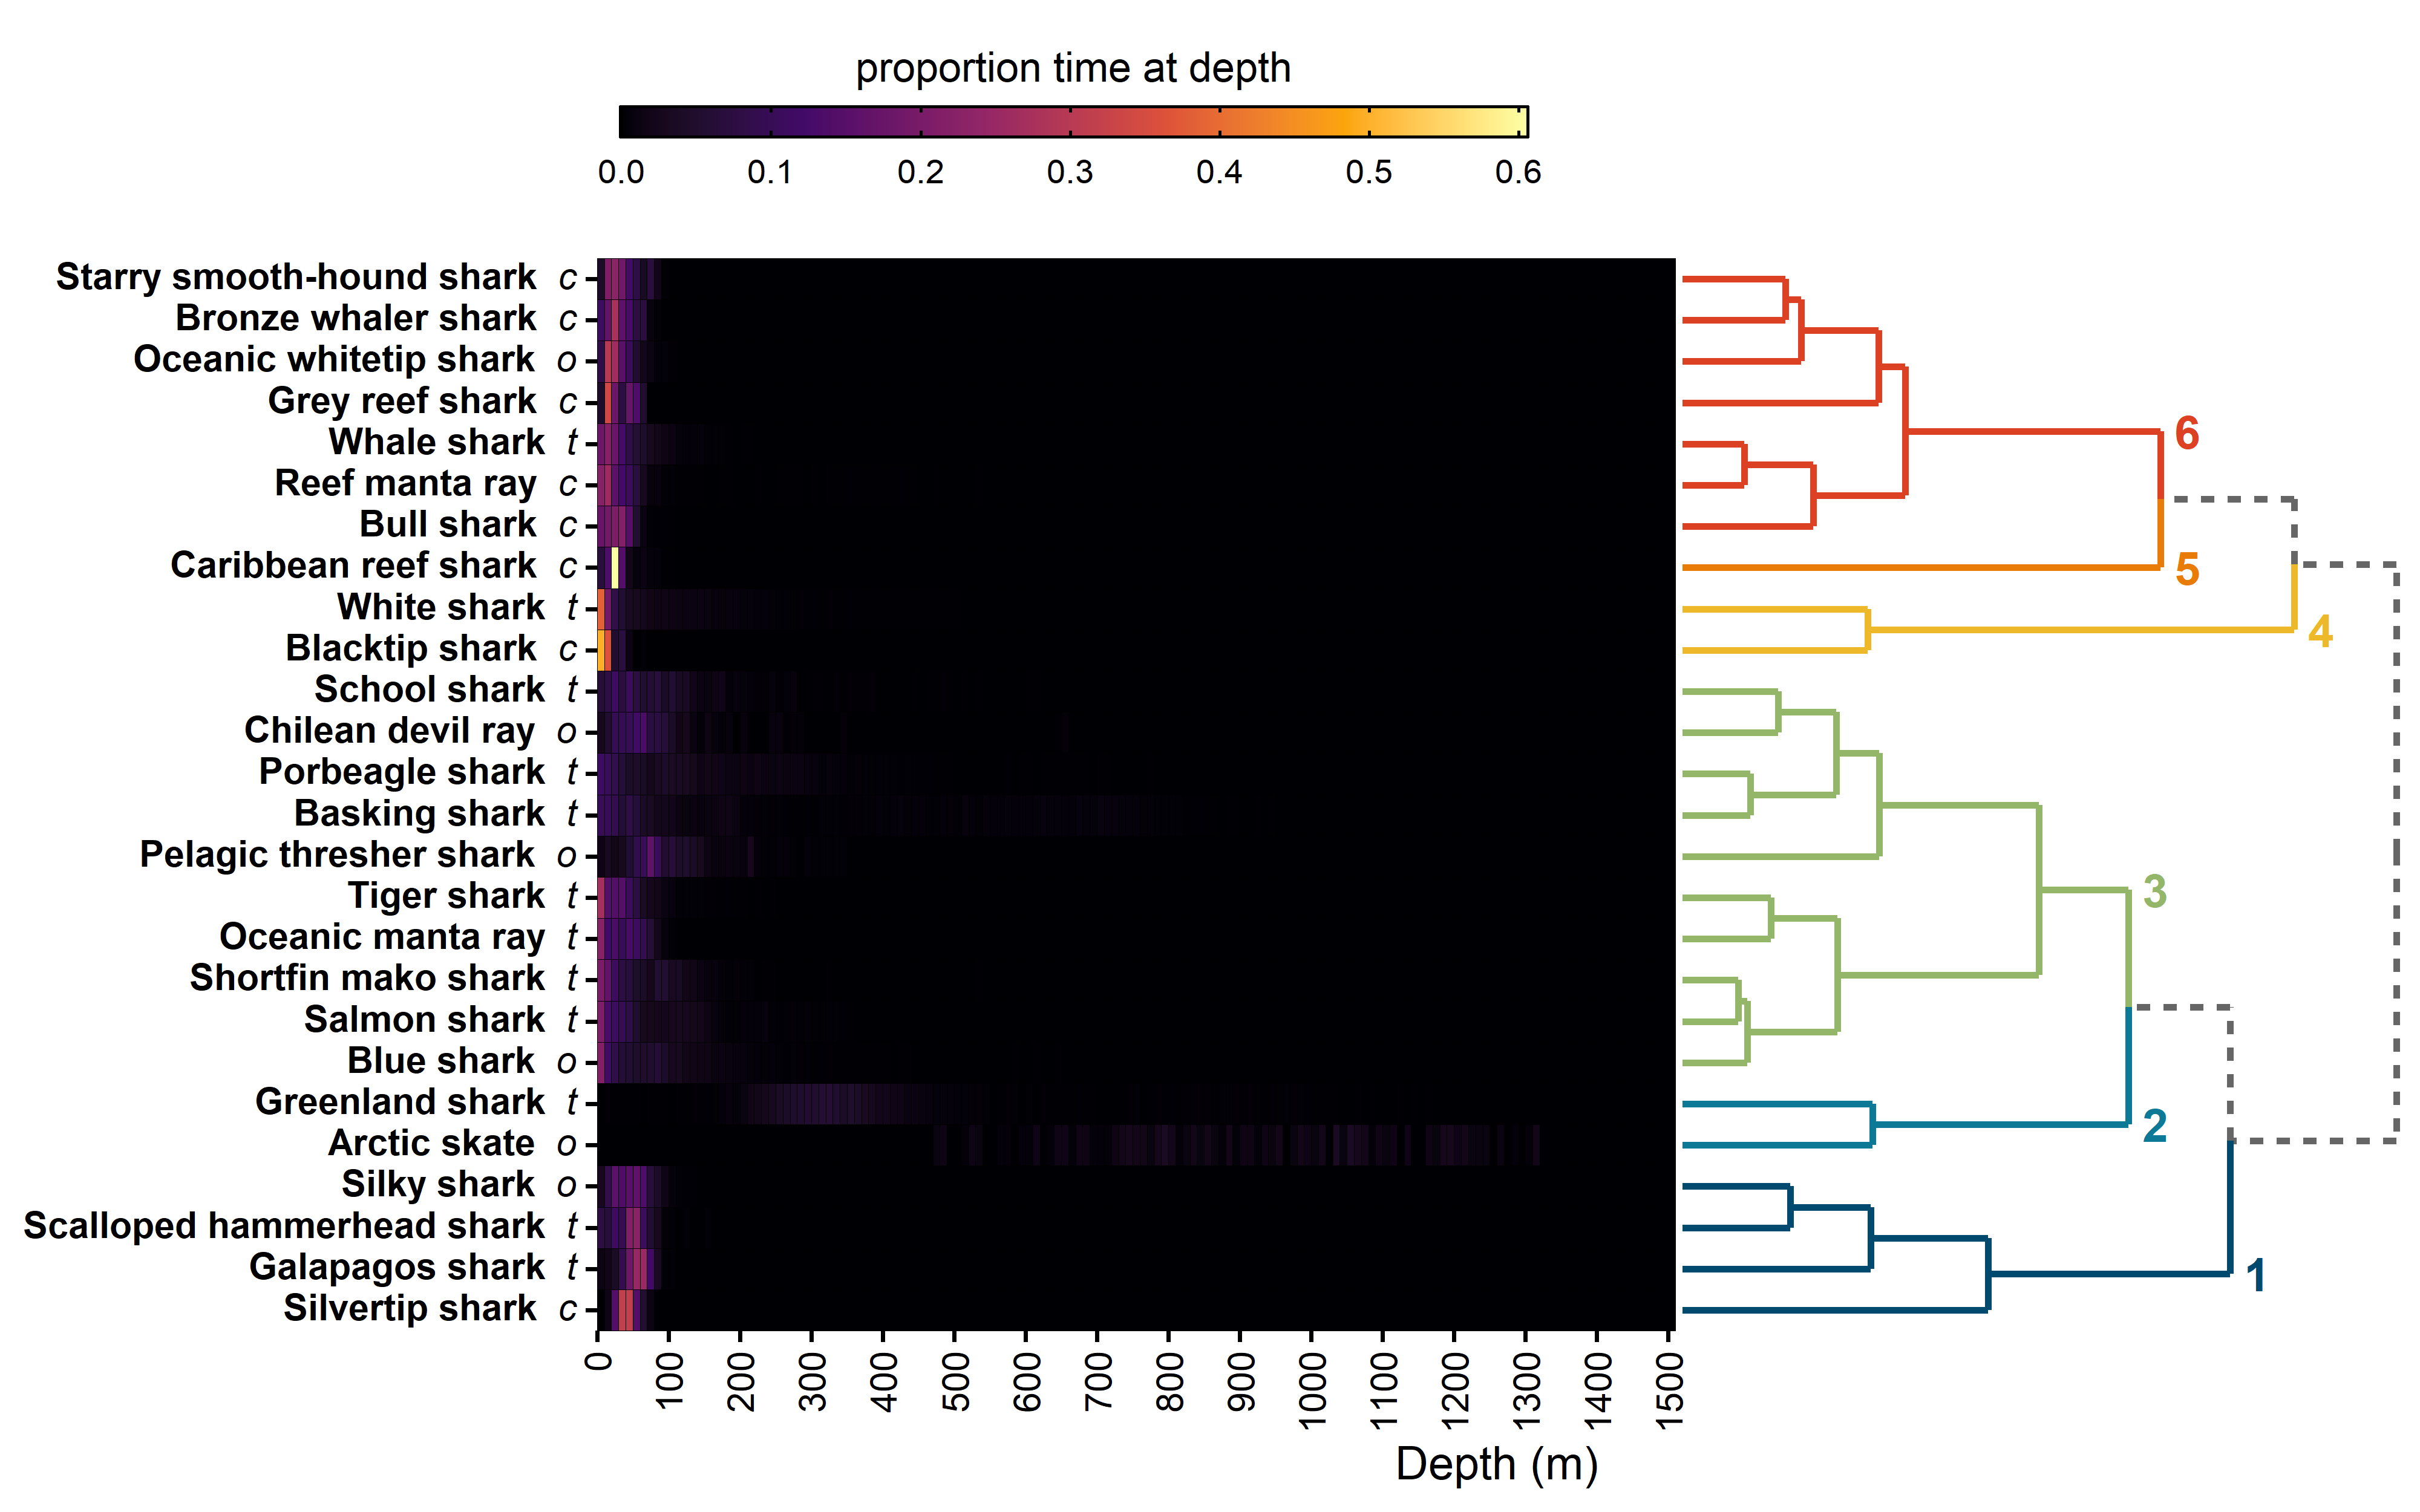 proportion time at depth
0.0 0.1 0.2 0.3 0.4 0.5 0.6
Starry smooth-hound shark c
Bronze whaler shark c
Oceanic whitetip shark o
Grey reef shark c
Whale shark t
6
Reef manta ray c
Bull shark c
Caribbean reef shark c
5
White shark t
4
Blacktip shark c
School shark t
Chilean devil ray o
Porbeagle shark t
Basking shark t
Pelagic thresher shark o
Tiger shark t
3
Oceanic manta ray t
Shortfin mako shark t
Salmon shark t
Blue shark o
Greenland shark t
2
Arctic skate o
Silky shark o
Scalloped hammerhead shark t
Galapagos shark t
1
Silvertip shark c
0 100 200 300 400 500 600 700 800 900 1000 1100 1200 1300 1400 1500
Depth (m)